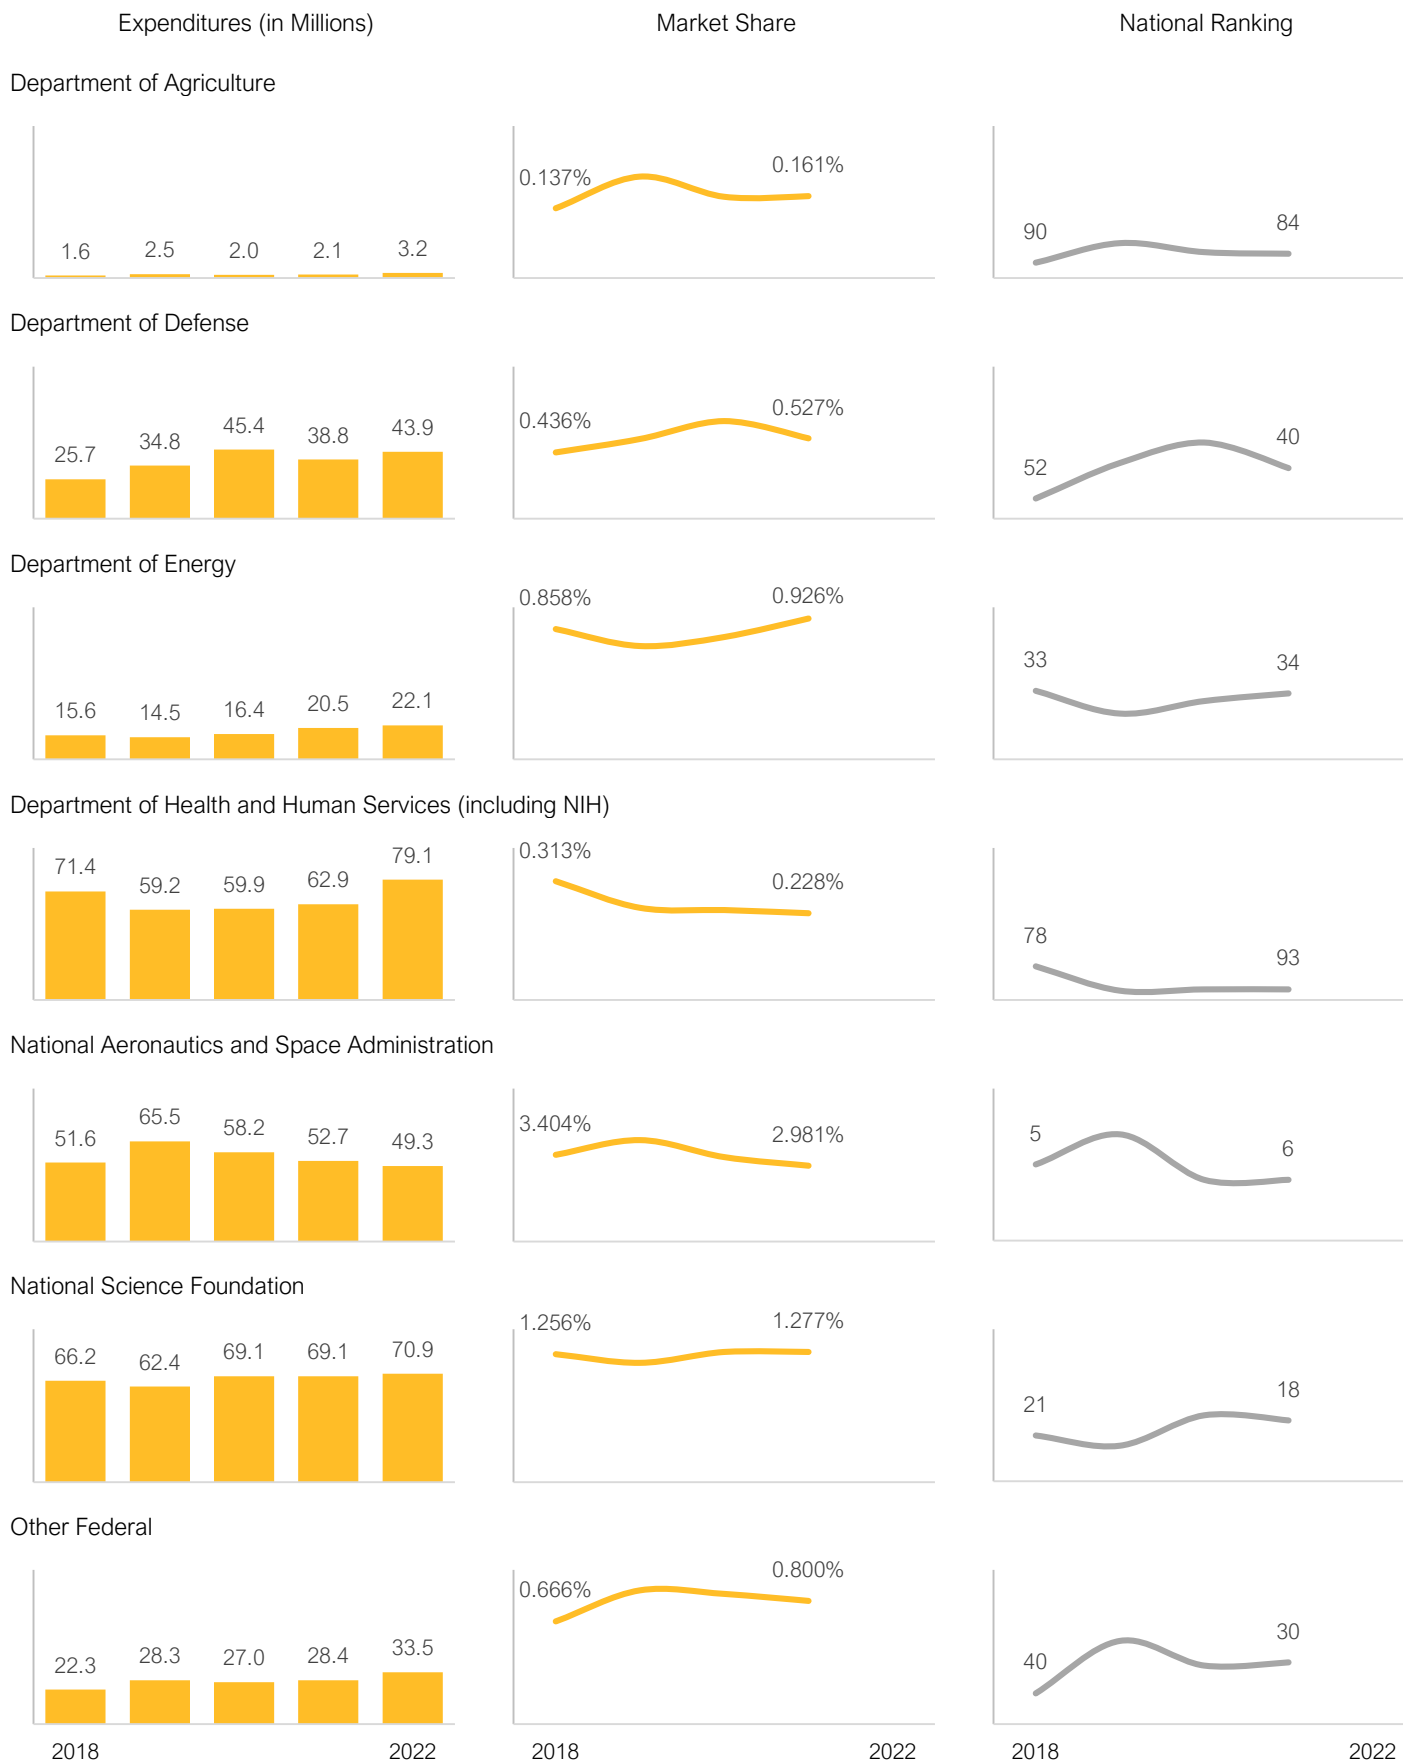 Expenditures (in Millions) Market Share National Ranking
Department of Agriculture
1.6 2.5 2.0 2.1 3.2 0.137% 0.161% 90 84
Department of Defense
25.7 34.8 45.4 38.8 43.9 0.436% 0.527% 52 40
Department of Energy
15.6 14.5 16.4 20.5 22.1 0.858% 0.926% 33 34
Department of Health and Human Services (including NIH)
71.4 59.2 59.9 62.9 79.1 0.313% 0.228% 78 93
National Aeronautics and Space Administration
51.6 65.5 58.2 52.7 49.3 3.404% 2.981% 5 6
National Science Foundation
66.2 62.4 69.1 69.1 70.9 1.256% 1.277% 21 18
Other Federal
22.3 28.3 27.0 28.4 33.5 0.666% 0.800% 40 30
2018 2022 2018 2022 2018 2022